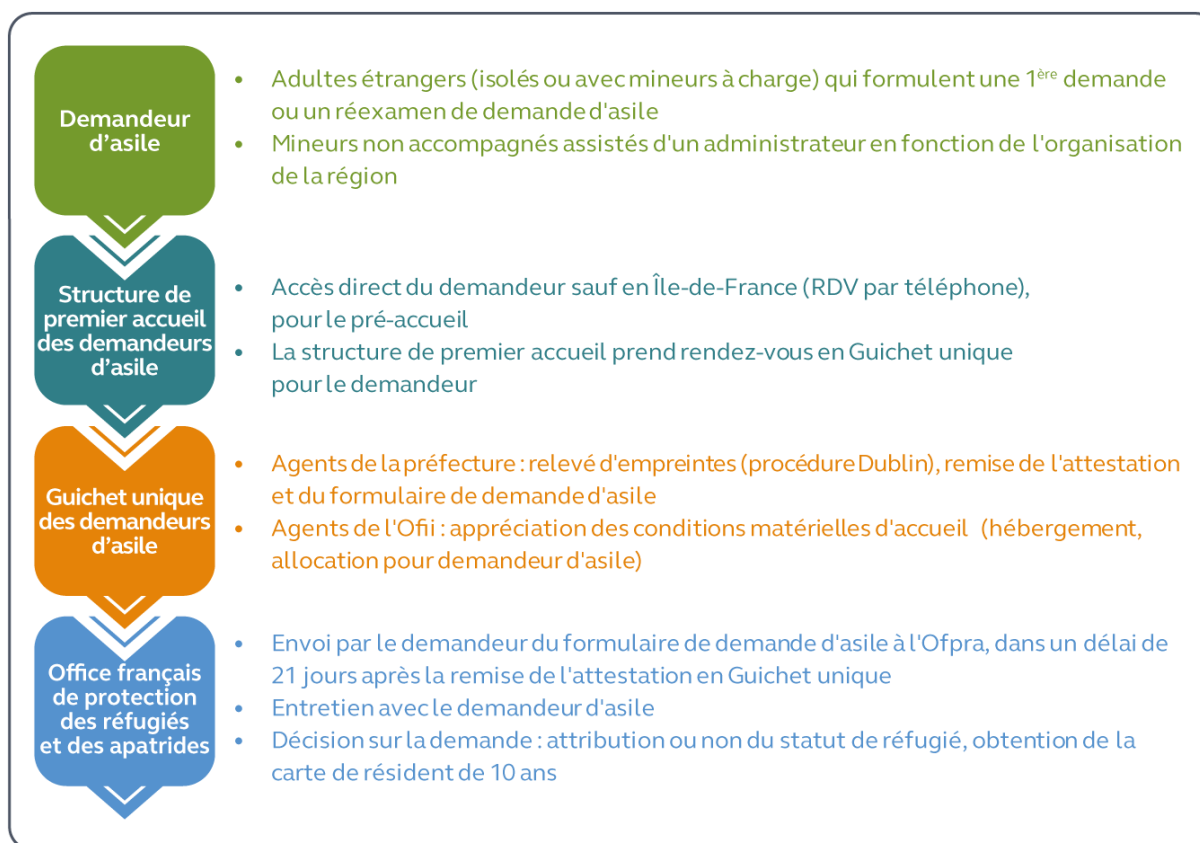 Demandeur
d'asile
• Adultes étrangers (isolés ou avec mineurs à charge) qui formulent une 1ère demande
ou un réexamen de demande d'asile
• Mineurs non accompagnés assistés d'un administrateur en fonction de l'organisation
de la région
Structure de
premier accueil
des demandeurs
d'asile
• Accès direct du demandeur sauf en Île-de-France (RDV par téléphone),
pour le pré-accueil
• La structure de premier accueil prend rendez-vous en Guichet unique
pour le demandeur
Guichet unique
des demandeurs
d'asile
• Agents de la préfecture : relevé d'empreintes (procédure Dublin), remise de l'attestation
et du formulaire de demande d'asile
• Agents de l'Ofii : appréciation des conditions matérielles d'accueil (hébergement,
allocation pour demandeur d'asile)
Office français
de protection
des réfugiés
et des apatrides
• Envoi par le demandeur du formulaire de demande d'asile à l'Ofpra, dans un délai de
21 jours après la remise de l'attestation en Guichet unique
• Entretien avec le demandeur d'asile
• Décision sur la demande : attribution ou non du statut de réfugié, obtention de la
carte de résident de 10 ans